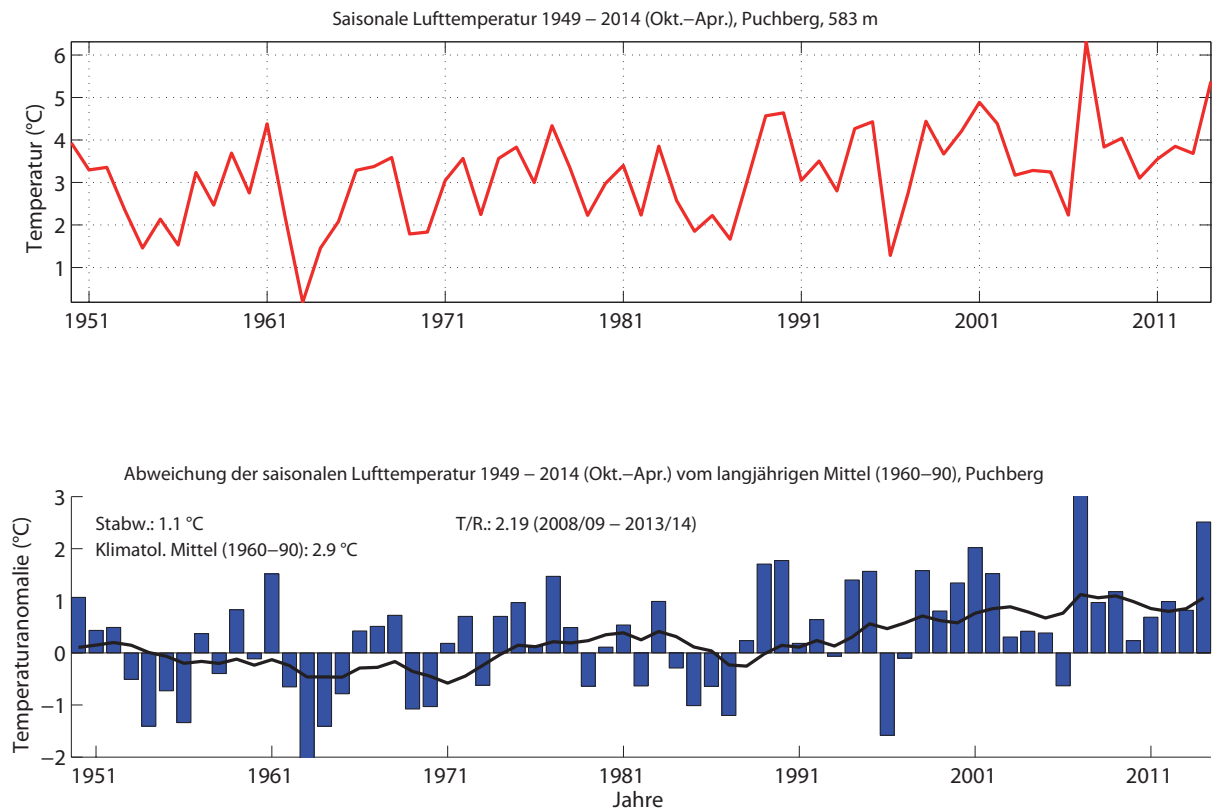 Saisonale Lufttemperatur 1949 – 2014 (Okt.–Apr.), Puchberg, 583 m
Temperatur (°C)
6
5
4
3
2
1
1951 1961 1971 1981 1991 2001 2011
Abweichung der saisonalen Lufttemperatur 1949 – 2014 (Okt.–Apr.) vom langjährigen Mittel (1960–90), Puchberg
Temperaturanomalie (°C)
3
Stabw.: 1.1 °C T/R.: 2.19 (2008/09 – 2013/14)
2
Klimatol. Mittel (1960–90): 2.9 °C
1
0
−1
−2
1951 1961 1971 1981 1991 2001 2011
Jahre